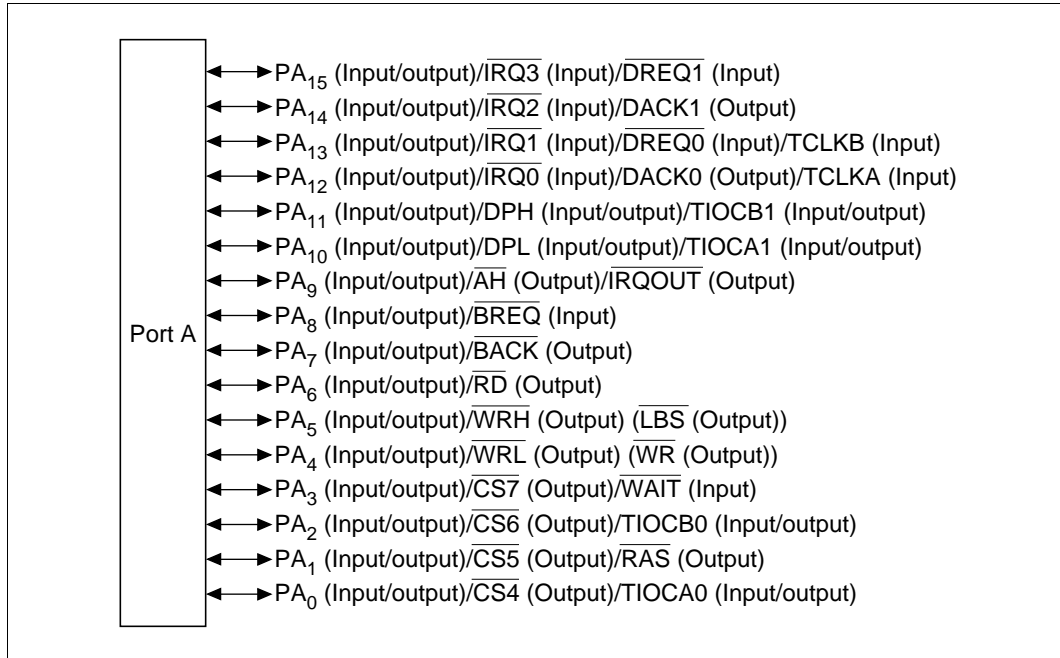 PA15 (Input/output)/IRQ3 (Input)/DREQ1 (Input)
PA14 (Input/output)/IRQ2 (Input)/DACK1 (Output)
PA13 (Input/output)/IRQ1 (Input)/DREQ0 (Input)/TCLKB (Input)
PA12 (Input/output)/IRQ0 (Input)/DACK0 (Output)/TCLKA (Input)
PA11 (Input/output)/DPH (Input/output)/TIOCB1 (Input/output)
PA10 (Input/output)/DPL (Input/output)/TIOCA1 (Input/output)
PA9 (Input/output)/AH (Output)/IRQOUT (Output)
PA8 (Input/output)/BREQ (Input)
Port A
PA7 (Input/output)/BACK (Output)
PA6 (Input/output)/RD (Output)
PA5 (Input/output)/WRH (Output) (LBS (Output))
PA4 (Input/output)/WRL (Output) (WR (Output))
PA3 (Input/output)/CS7 (Output)/WAIT (Input)
PA2 (Input/output)/CS6 (Output)/TIOCB0 (Input/output)
PA1 (Input/output)/CS5 (Output)/RAS (Output)
PA0 (Input/output)/CS4 (Output)/TIOCA0 (Input/output)